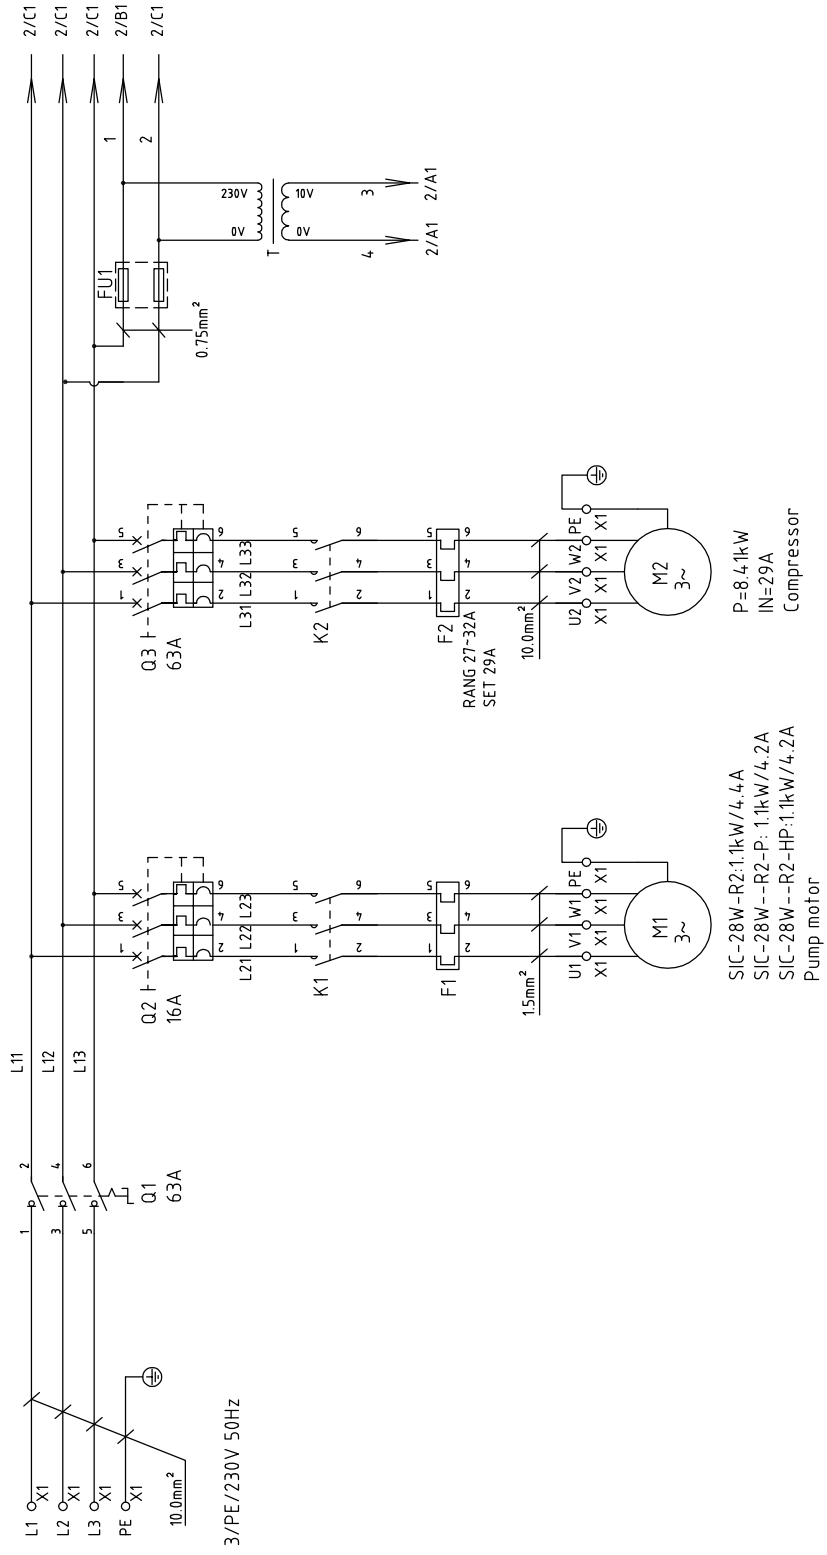 2/C1
2/C1
2/C1
2/B1
2/C1
1
2
230V
0V
T
10V
0V
3
4
2/A1
2/A1
FU1
0.75mm²
5
3
1
6
4
2
Q3
63A
L31
L32
L33
5
3
1
6
4
2
K2
5
3
1
6
4
2
F2
RANG 27~32A
SET 29A
10.0mm²
U2
V2
W2
PE
X1
X1
X1
X1
M2
3~
P=8.41kW
IN=29A
Compressor
5
3
1
6
4
2
Q2
16A
L21
L22
L23
5
3
1
6
4
2
K1
5
3
1
6
4
2
F1
1.5mm²
U1
V1
W1
PE
X1
X1
X1
X1
M1
3~
SIC-28W-R2:1.1kW/4.4A
SIC-28W--R2-P: 1.1kW/4.2A
SIC-28W--R2-HP:1.1kW/4.2A
Pump motor
L11
L12
L13
2
4
6
1
3
5
Q1
63A
L1
L2
L3
PE
X1
X1
X1
X1
10.0mm²
3/PE/230V 50Hz